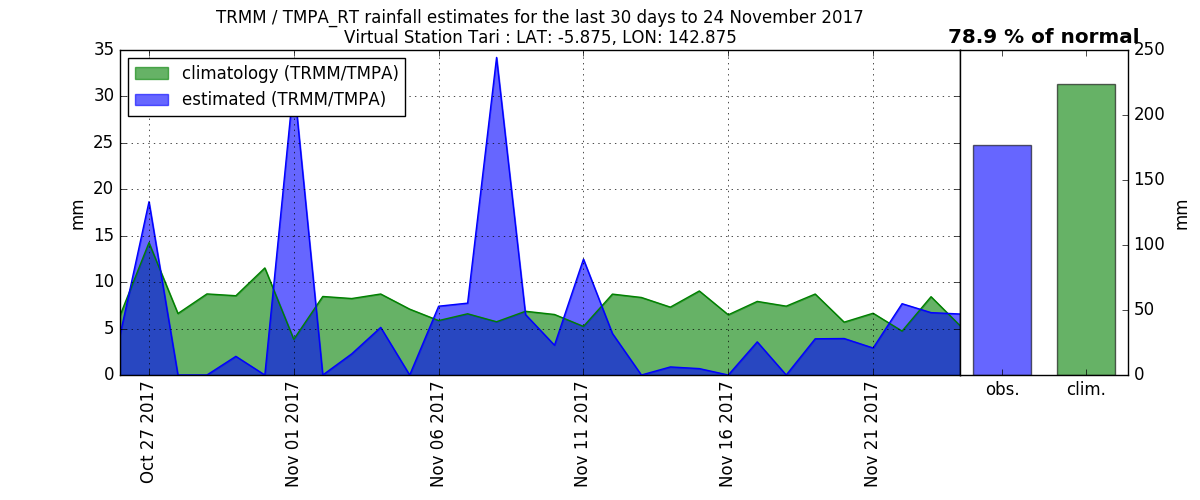 TRMM / TMPA_RT rainfall estimates for the last 30 days to 24 November 2017
Virtual Station Tari : LAT: -5.875, LON: 142.875
78.9 % of normal
climatology (TRMM/TMPA)
estimated (TRMM/TMPA)
mm
35
30
25
20
15
10
5
0
Oct 27 2017
Nov 01 2017
Nov 06 2017
Nov 11 2017
Nov 16 2017
Nov 21 2017
obs.
clim.
250
200
150
100
50
0
mm